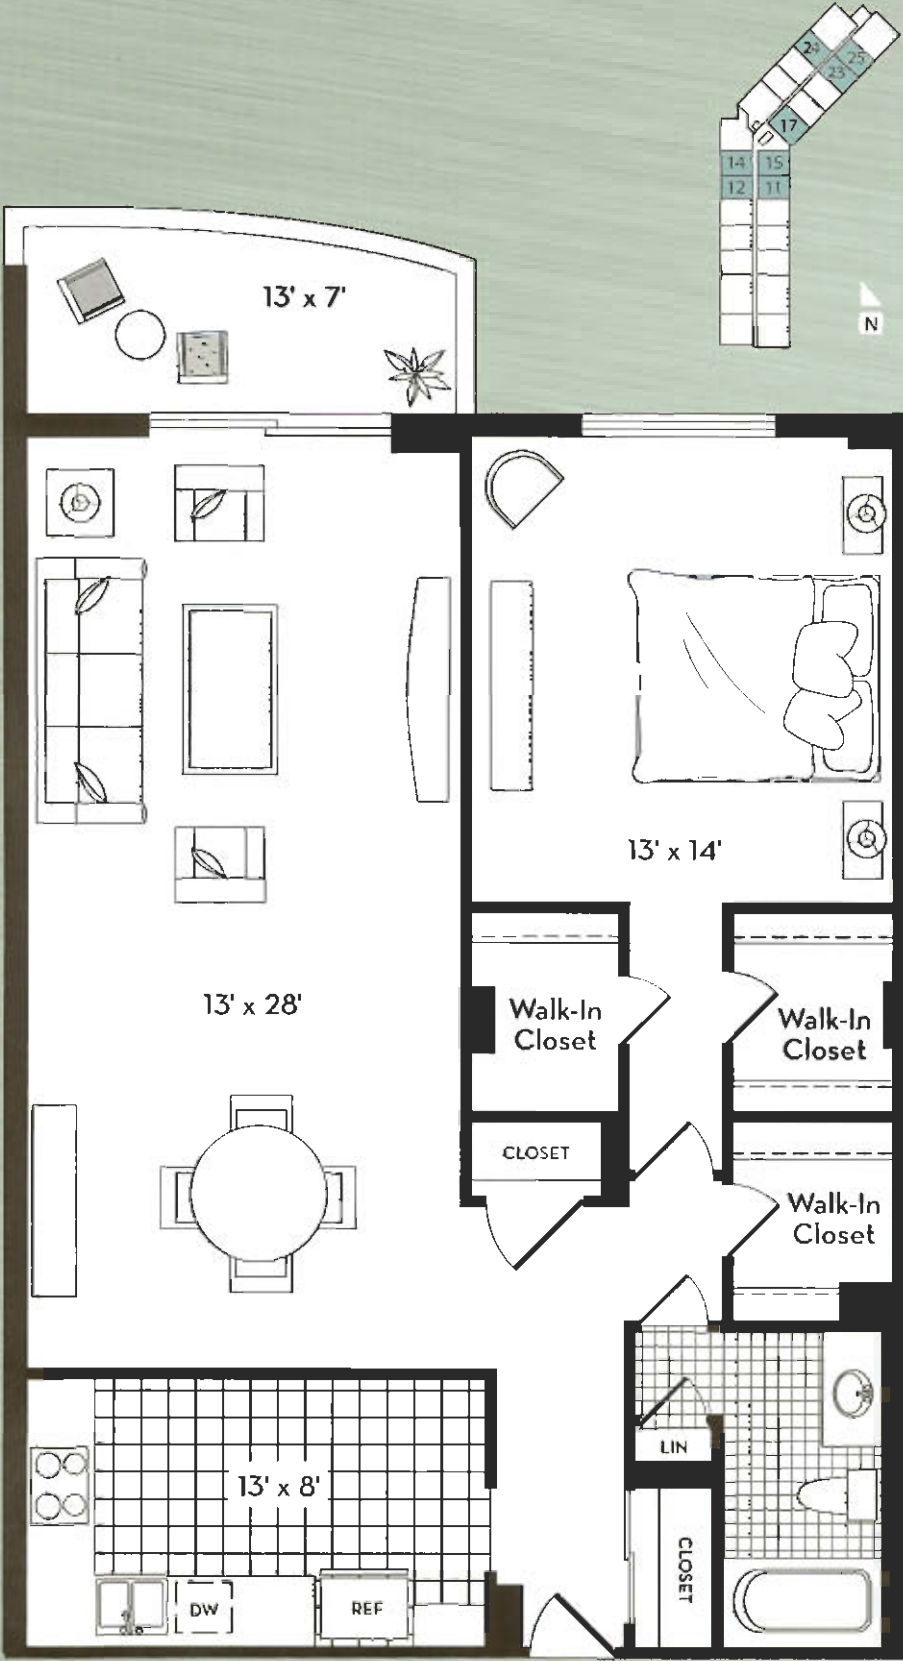 24
25
23
17
14 15
12 11
N
13' x 7'
13' x 14'
13' x 28'
Walk-In
Closet
Walk-In
Closet
CLOSET
Walk-In
Closet
LIN
13' x 8'
CLOSET
DW
REF